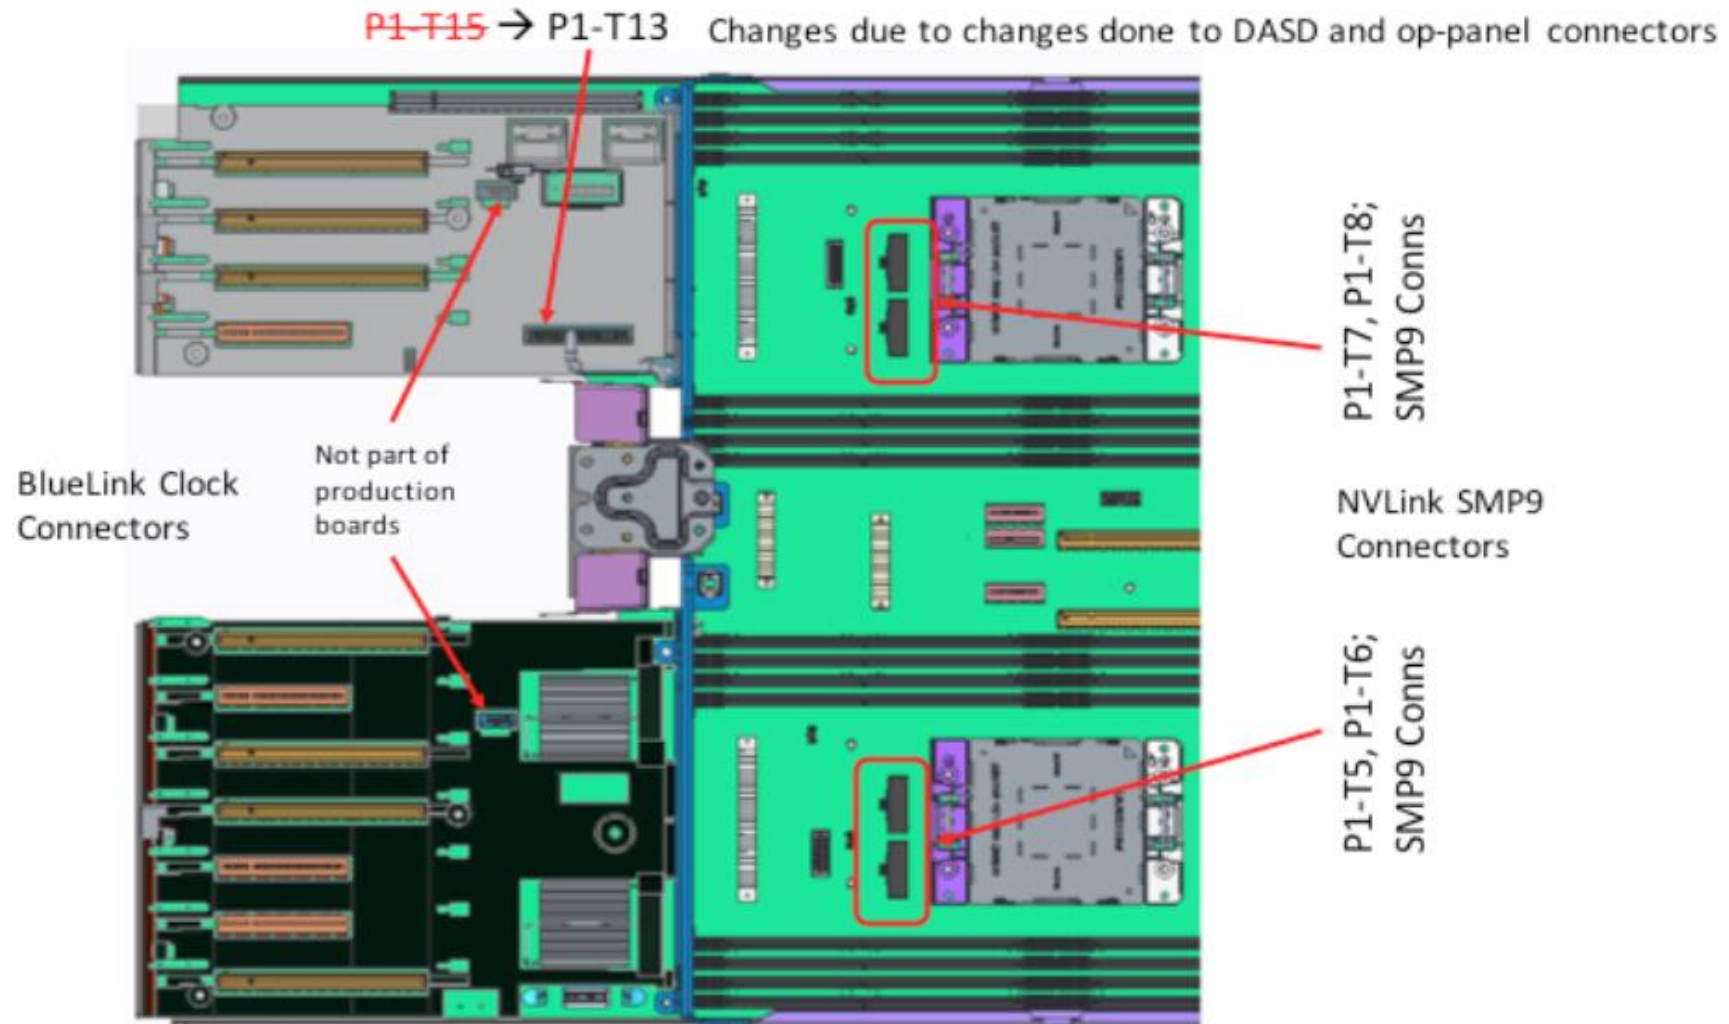 P1-T15 → P1-T13 Changes due to changes done to DASD and op-panel connectors
P1-T7, P1-T8;
SMP9 Conns
BlueLink Clock
Connectors
Not part of
production
boards
NVLink SMP9
Connectors
P1-T5, P1-T6;
SMP9 Conns